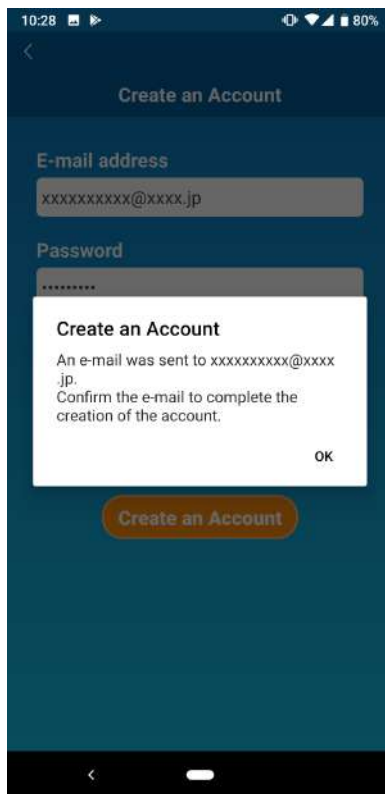 10:28 80%
Create an Account
E-mail address
xxxxxxxxxx@xxxx.jp
Password
•••••••••
Create an Account
An e-mail was sent to xxxxxxxxxx@xxxx
.jp.
Confirm the e-mail to complete the
creation of the account.
OK
Create an Account